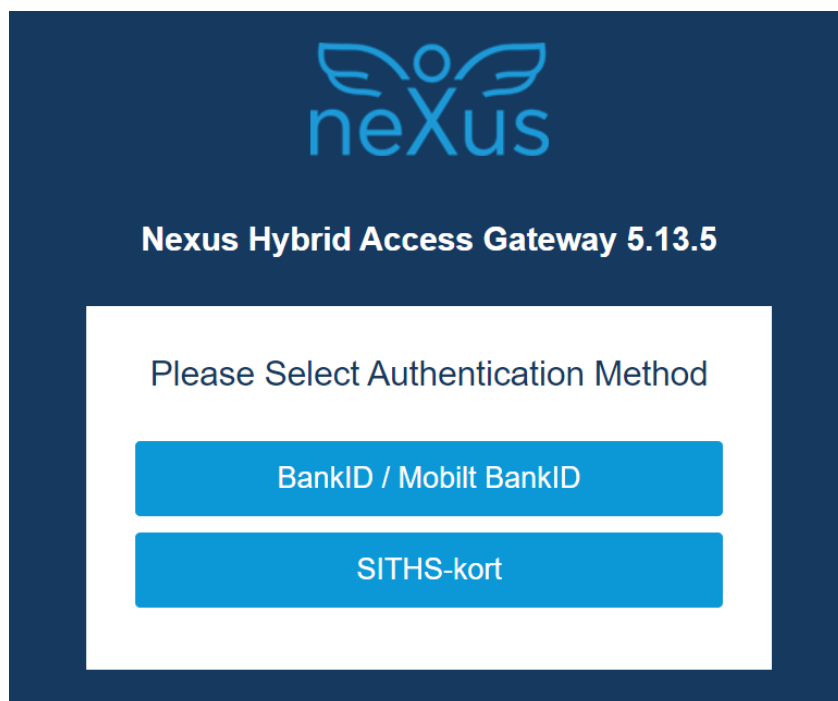 neXus
Nexus Hybrid Access Gateway 5.13.5
Please Select Authentication Method
BankID / Mobilt BankID
SITHS-kort